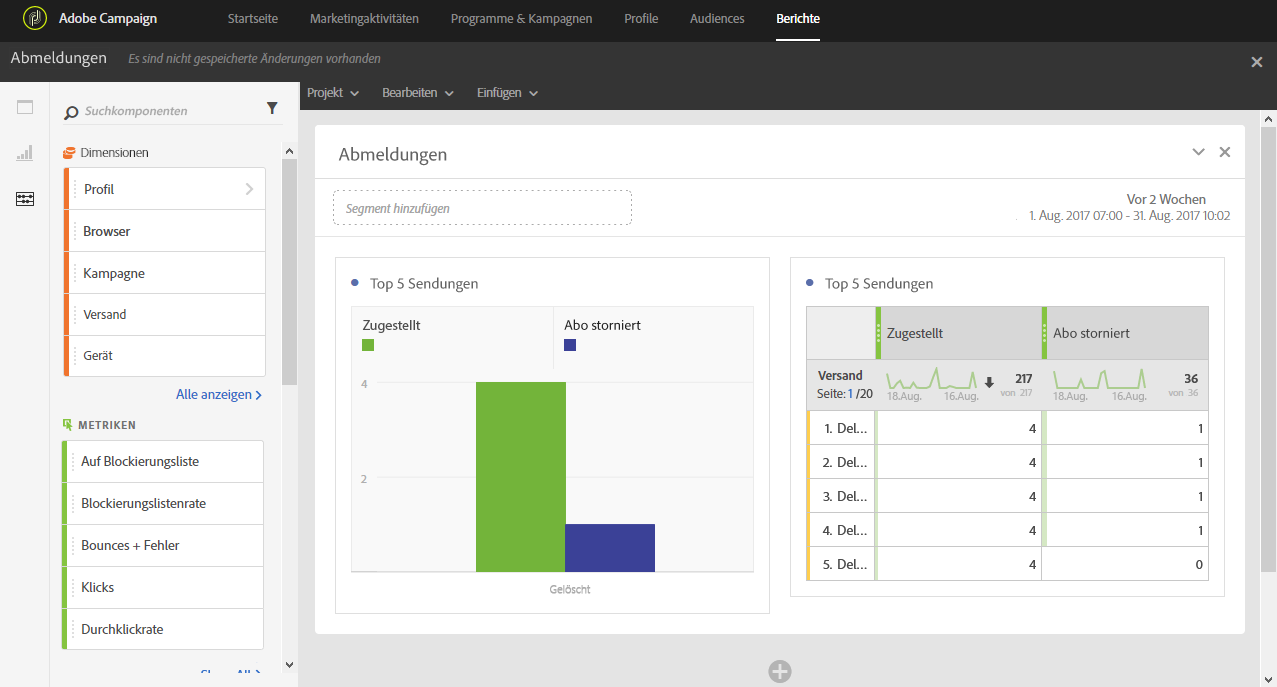 Adobe Campaign
Startseite
Marketingaktivitäten
Programme & Kampagnen
Profile
Audiences
Berichte
Abmeldungen
Es sind nicht gespeicherte Änderungen vorhanden
Suchkomponenten
Dimensionen
Profil
Browser
Kampagne
Versand
Gerät
Alle anzeigen
METRIKEN
Auf Blockierungsliste
Blockierungslistenrate
Bounces + Fehler
Klicks
Durchklickrate
Projekt
Bearbeiten
Einfügen
Abmeldungen
Segment hinzufügen
Vor 2 Wochen
1. Aug. 2017 07:00 - 31. Aug. 2017 10:02
Top 5 Sendungen
Zugestellt
Abo storniert
4
2
Gelöscht
Top 5 Sendungen
Zugestellt
Abo storniert
Versand
Seite: 1 /20
18.Aug.
16.Aug.
217
von 217
18.Aug.
16.Aug.
36
von 36
1. Del... 4 1
2. Del... 4 1
3. Del... 4 1
4. Del... 4 1
5. Del... 4 0